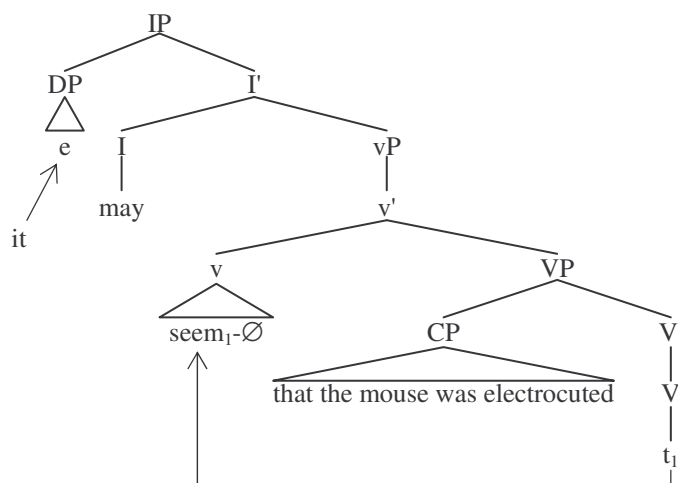 IP
DP I'
e I vP
may v'
it
v VP
seem₁-∅ CP V
that the mouse was electrocuted V
t₁